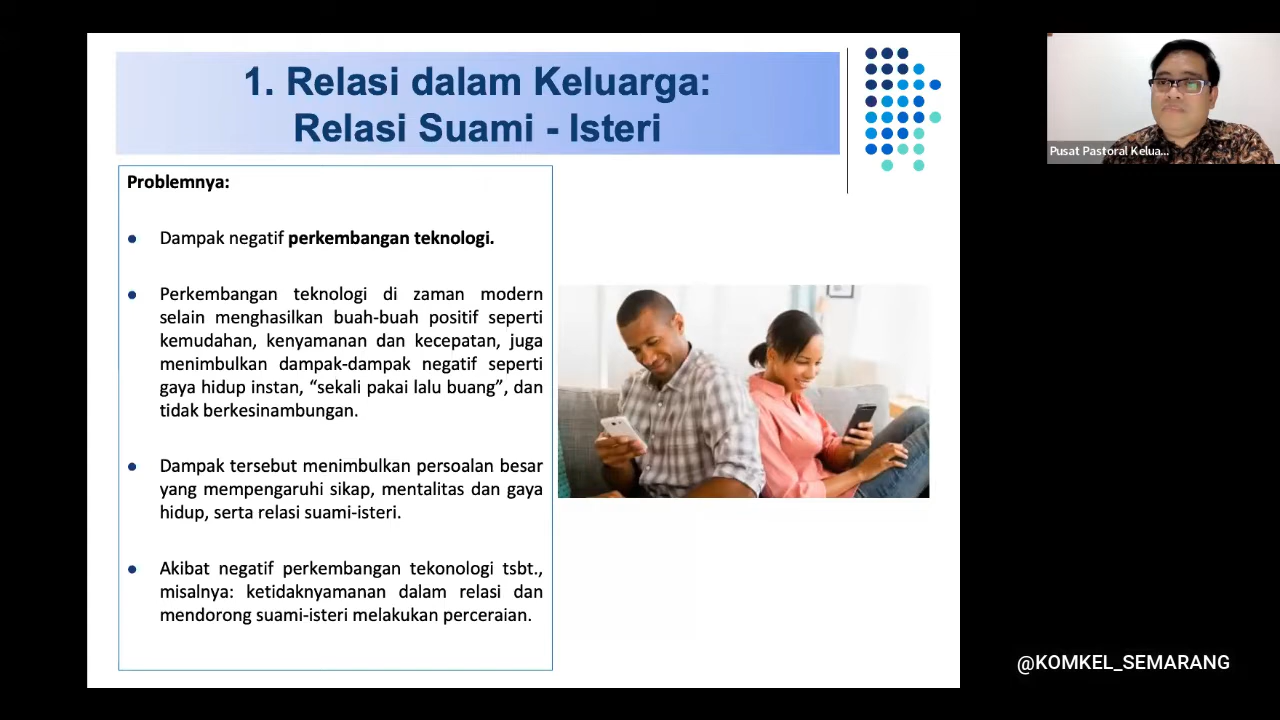 1. Relasi dalam Keluarga:
Relasi Suami - Isteri
Problemnya:
Dampak negatif perkembangan teknologi.
Perkembangan teknologi di zaman modern
selain menghasilkan buah-buah positif seperti
kemudahan, kenyamanan dan kecepatan, juga
menimbulkan dampak-dampak negatif seperti
gaya hidup instan, “sekali pakai lalu buang”, dan
tidak berkesinambungan.
Dampak tersebut menimbulkan persoalan besar
yang mempengaruhi sikap, mentalitas dan gaya
hidup, serta relasi suami-isteri.
Akibat negatif perkembangan tekonologi tsbt.,
misalnya: ketidaknyamanan dalam relasi dan
mendorong suami-isteri melakukan perceraian.
Pusat Pastoral Kelua...
@KOMKEL_SEMARANG